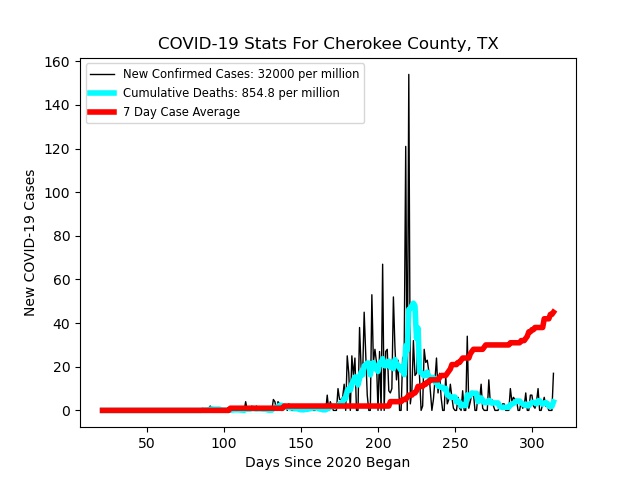 COVID-19 Stats For Cherokee County, TX
New Confirmed Cases: 32000 per million
Cumulative Deaths: 854.8 per million
7 Day Case Average
New COVID-19 Cases
160
140
120
100
80
60
40
20
0
50
100
150
200
250
300
Days Since 2020 Began